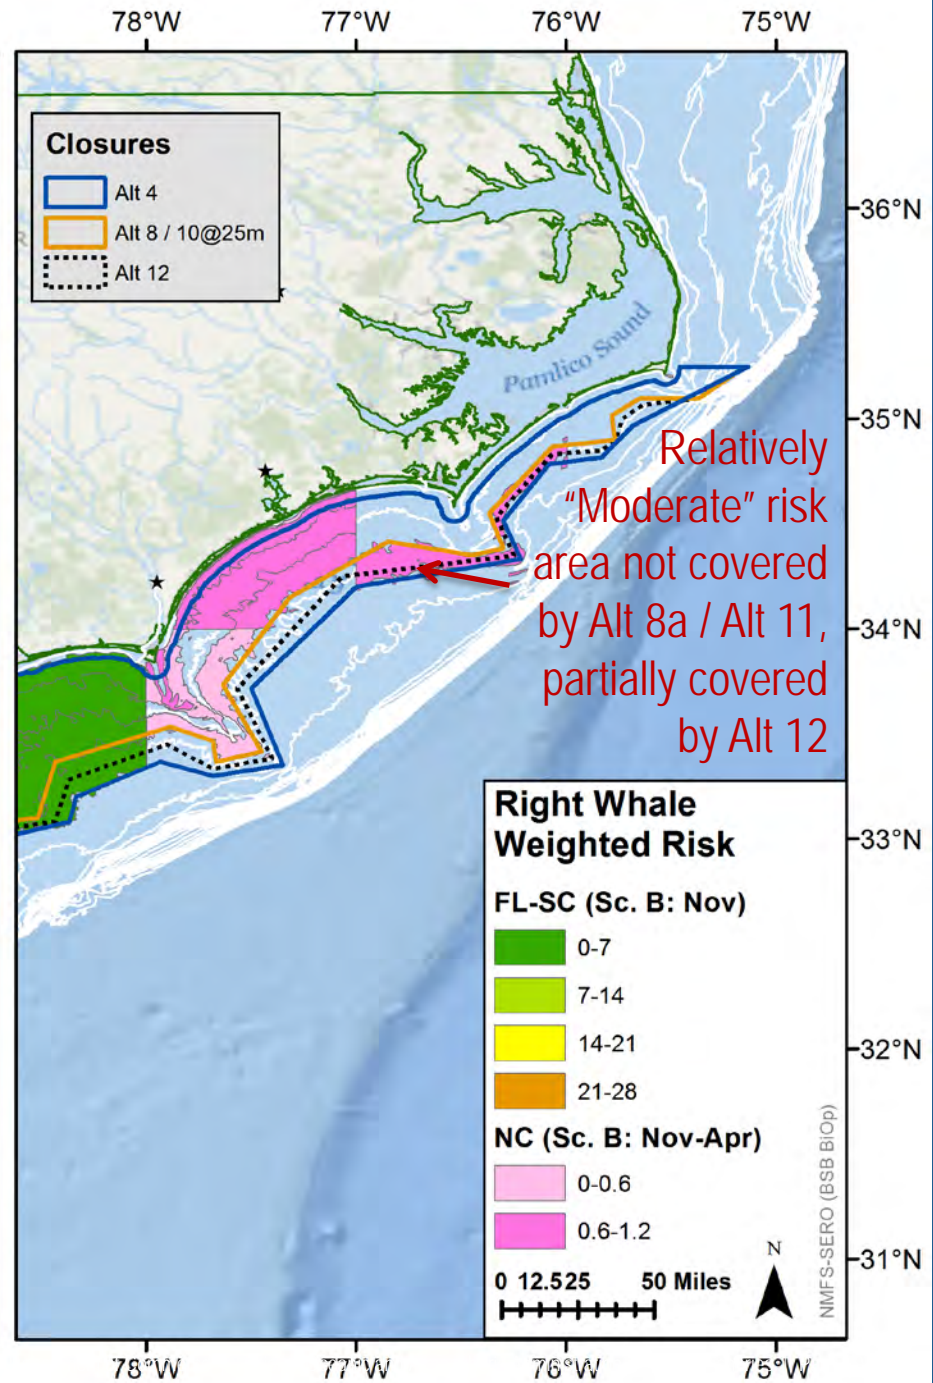 78°W 77°W 76°W 75°W
Closures
Alt 4
Alt 8 / 10@25m
Alt 12
36°N
Pamlico Sound
35°N
Relatively
“Moderate” risk
area not covered
by Alt 8a / Alt 11,
partially covered
by Alt 12
34°N
Right Whale
Weighted Risk
33°N
FL-SC (Sc. B: Nov)
0-7
7-14
14-21
21-28
32°N
NC (Sc. B: Nov-Apr)
0-0.6
0.6-1.2
N
31°N
0 12.525 50 Miles
NMFS-SERO (BSB BiOp)
78°W 77°W 76°W 75°W